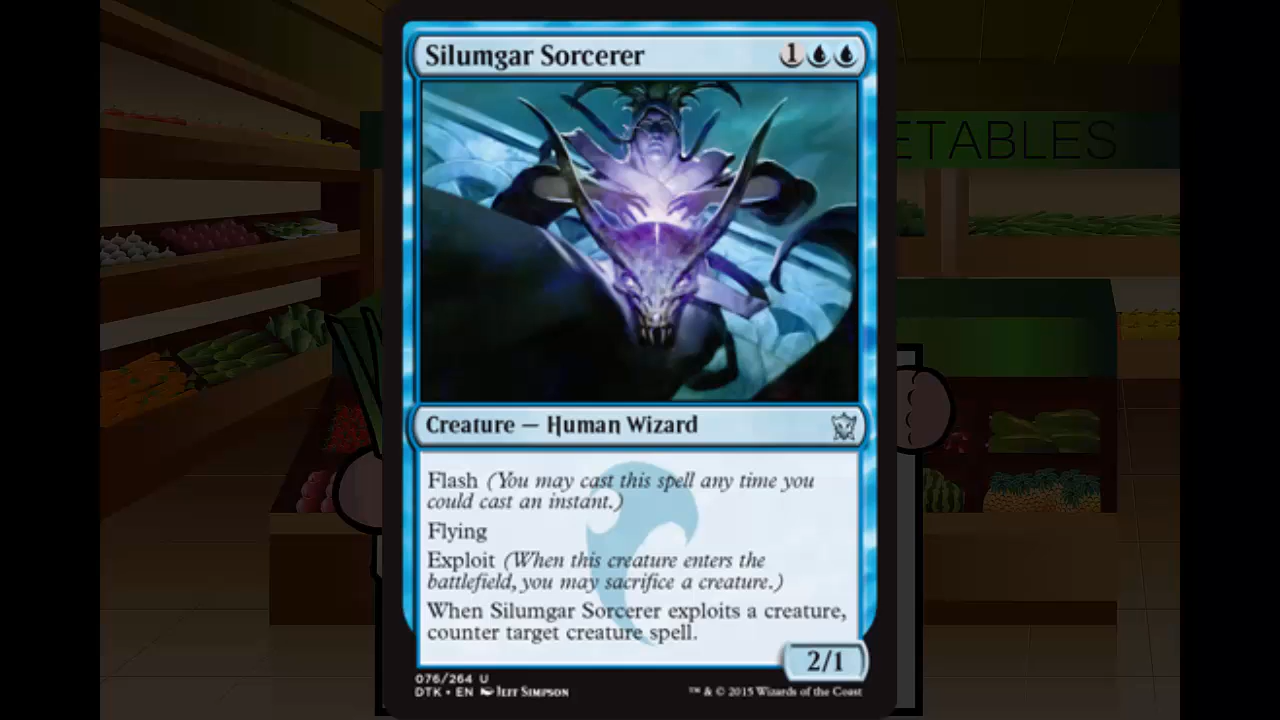 Silumgar Sorcerer 1
ETABLES
Creature — Human Wizard
Flash (You may cast this spell any time you
could cast an instant.)
Flying
Exploit (When this creature enters the
battlefield, you may sacrifice a creature.)
When Silumgar Sorcerer exploits a creature,
counter target creature spell.
2/1
076/264 U
DTK • EN Jeff Simpson
™ & © 2015 Wizards of the Coast